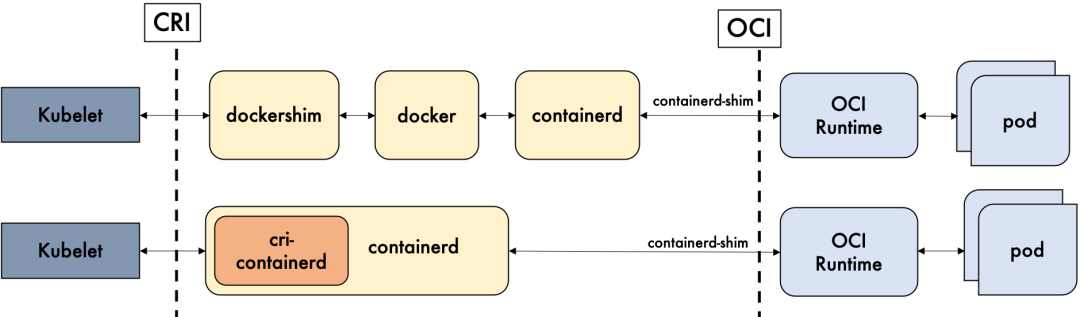 CRI
OCI
Kubelet
dockershim
docker
containerd
containerd-shim
OCI
Runtime
pod
Kubelet
cri-
containerd
containerd
containerd-shim
OCI
Runtime
pod